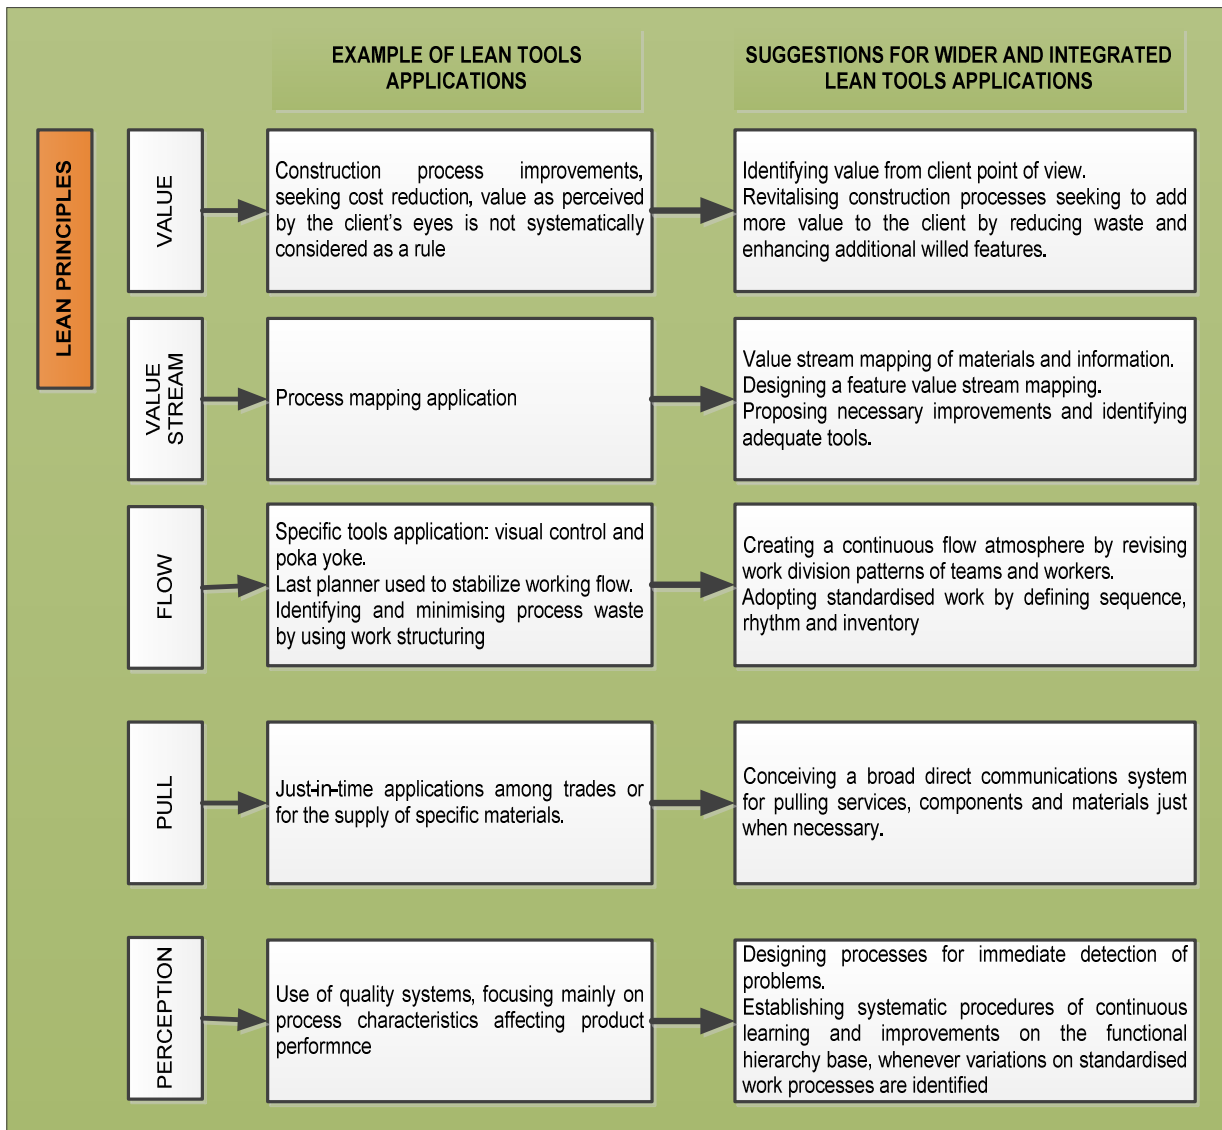 EXAMPLE OF LEAN TOOLS
APPLICATIONS
SUGGESTIONS FOR WIDER AND INTEGRATED
LEAN TOOLS APPLICATIONS
LEAN PRINCIPLES
VALUE
Construction process improvements,
seeking cost reduction, value as perceived
by the client's eyes is not systematically
considered as a rule
Identifying value from client point of view.
Revitalising construction processes seeking to add
more value to the client by reducing waste and
enhancing additional willed features.
VALUE
STREAM
Process mapping application
Value stream mapping of materials and information.
Designing a feature value stream mapping.
Proposing necessary improvements and identifying
adequate tools.
FLOW
Specific tools application: visual control and
poka yoke.
Last planner used to stabilize working flow.
Identifying and minimising process waste
by using work structuring
Creating a continuous flow atmosphere by revising
work division patterns of teams and workers.
Adopting standardised work by defining sequence,
rhythm and inventory
PULL
Just-in-time applications among trades or
for the supply of specific materials.
Conceiving a broad direct communications system
for pulling services, components and materials just
when necessary.
PERCEPTION
Use of quality systems, focusing mainly on
process characteristics affecting product
performnce
Designing processes for immediate detection of
problems.
Establishing systematic procedures of continuous
learning and improvements on the functional
hierarchy base, whenever variations on standardised
work processes are identified